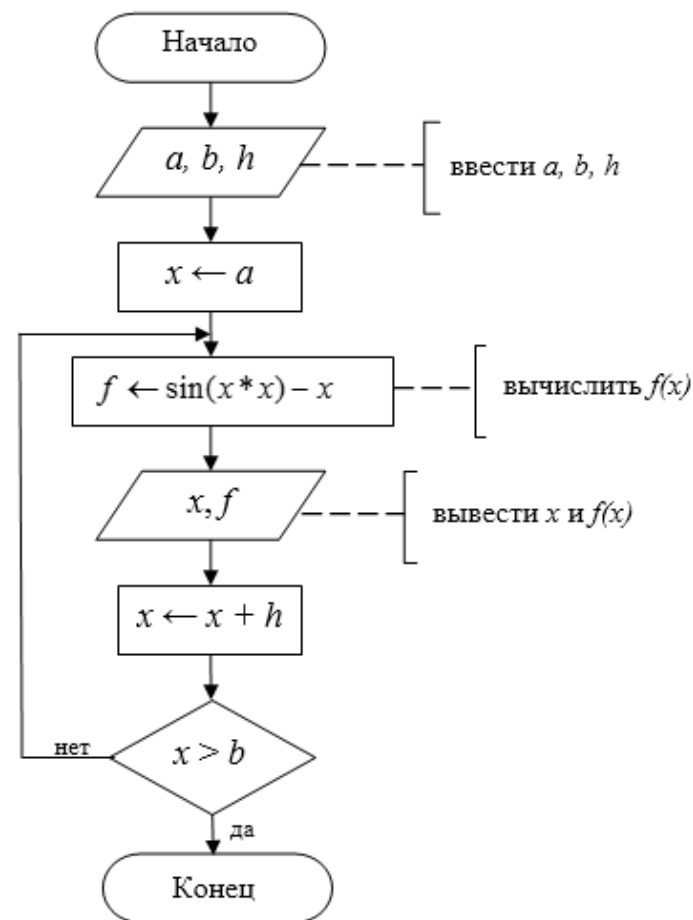 Начало
a, b, h
ввести a, b, h
x ← a
f ← sin(x*x) – x
вычислить f(x)
x, f
вывести x и f(x)
x ← x + h
x > b
нет
да
Конец